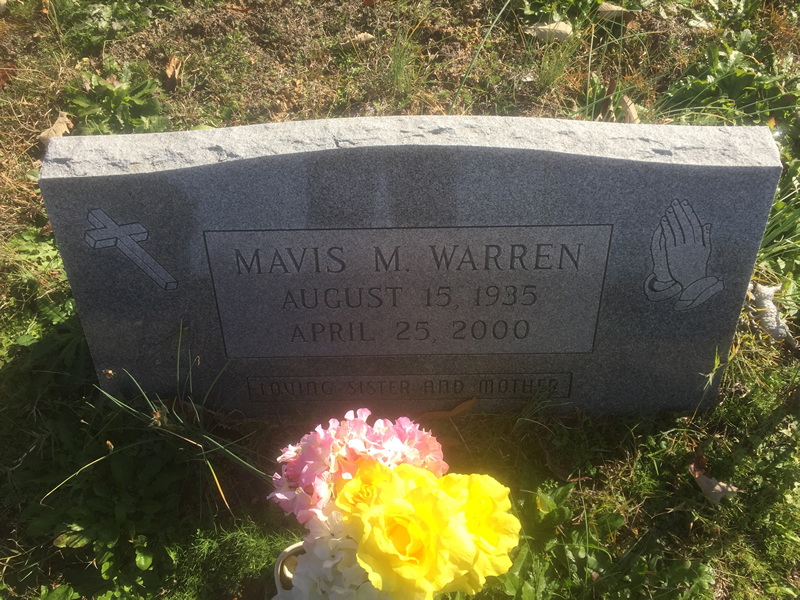 MAVIS M. WARREN
AUGUST 15, 1935
APRIL 25, 2000
LOVING SISTER AND MOTHER